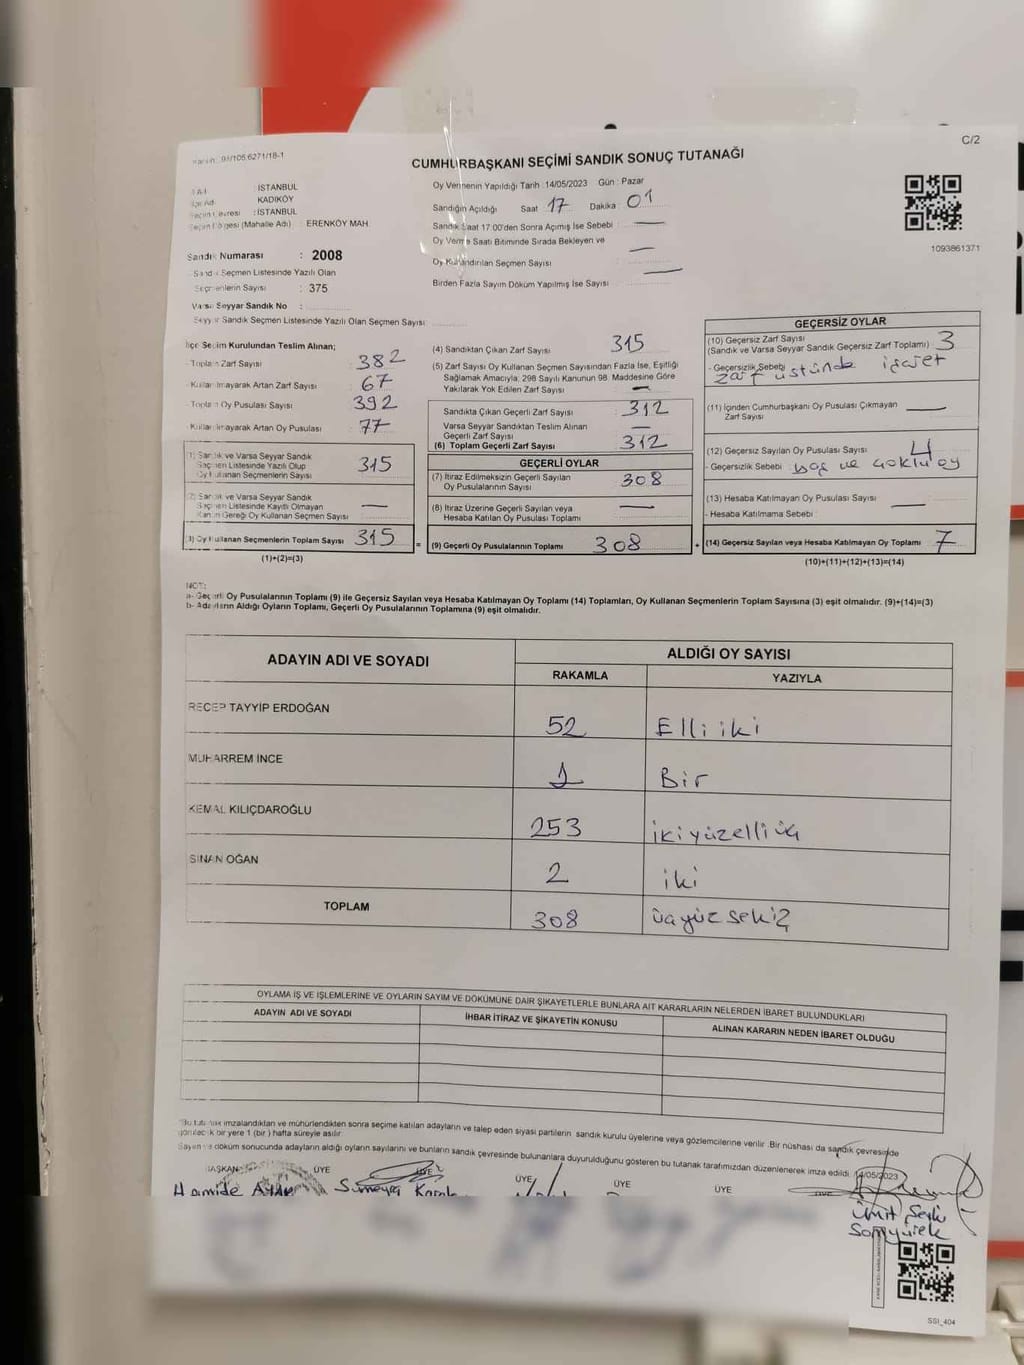 C/2
91/106.6271/18-1
CUMHURBAŞKANI SEÇİMİ SANDIK SONUÇ TUTANAĞI
: İSTANBUL
: KADIKÖY
: İSTANBUL
(Mahalle Adı) : ERENKÖY MAH.
Sandık Numarası : 2008
Sandık Seçmen Listesinde Yazılı Olan
Seçmenlerin Sayısı : 375
Varsa Seyyar Sandık No :
Seyyar Sandık Seçmen Listesinde Yazılı Olan Seçmen Sayısı :
Oy Vermenin Yapıldığı Tarih :14/05/2023 Gün : Pazar
Sandığın Açıldığı Saat 17 Dakika : 01
Sandık Saat 17:00'den Sonra Açımış İse Sebebi : —
Oy Verme Saati Bitiminde Sırada Bekleyen ve
Oy Kullandırılan Seçmen Sayısı : —
Birden Fazla Sayım Döküm Yapılmış İse Sayısı : —
1093861371
İlçe Seçim Kurulundan Teslim Alınan;
Toplam Zarf Sayısı : 382
- Kullanılmayarak Artan Zarf Sayısı : 67
- Toplam Oy Pusulası Sayısı : 392
- Kullanılmayarak Artan Oy Pusulası : 77
(1) Sandık ve Varsa Seyyar Sandık
Seçmen Listesinde Yazılı Olup
Oy Kullanan Seçmenlerin Sayısı : 315
(2) Sandık ve Varsa Seyyar Sandık
Seçmen Listesinde Kayıtlı Olmayan
Kanun Gereği Oy Kullanan Seçmen Sayısı : —
(3) Oy Kullanan Seçmenlerin Toplam Sayısı : 315
(1)+(2)=(3)
(4) Sandıktan Çıkan Zarf Sayısı : 315
(5) Zarf Sayısı Oy Kullanan Seçmen Sayısından Fazla İse, Eşitliği
Sağlamak Amacıyla, 298 Sayılı Kanunun 98. Maddesine Göre
Yakılarak Yok Edilen Zarf Sayısı : —
Sandıkta Çıkan Geçerli Zarf Sayısı : 312
Varsa Seyyar Sandıktan Teslim Alınan
Geçerli Zarf Sayısı : —
(6) Toplam Geçerli Zarf Sayısı : 312
GEÇERLİ OYLAR
(7) İtiraz Edilmeksizin Geçerli Sayılan
Oy Pusulalarının Sayısı : 308
(8) İtiraz Üzerine Geçerli Sayılan veya
Hesaba Katılan Oy Pusulası Toplamı : —
= (9) Geçerli Oy Pusulalarının Toplamı : 308
GEÇERSİZ OYLAR
(10) Geçersiz Zarf Sayısı
(Sandık ve Varsa Seyyar Sandık Geçersiz Zarf Toplamı) : 3
- Geçersizlik Sebebi : Zarf üstünde işaret
(11) İçinden Cumhurbaşkanı Oy Pusulası Çıkmayan
Zarf Sayısı : —
(12) Geçersiz Sayılan Oy Pusulası Sayısı : 4
- Geçersizlik Sebebi : boş ve çoklu oy
(13) Hesaba Katılmayan Oy Pusulası Sayısı : —
- Hesaba Katılmama Sebebi :
+ (14) Geçersiz Sayılan veya Hesaba Katılmayan Oy Toplamı : 7
(10)+(11)+(12)+(13)=(14)
NOT:
a- Geçerli Oy Pusulalarının Toplamı (9) ile Geçersiz Sayılan veya Hesaba Katılmayan Oy Toplamı (14) Toplamları, Oy Kullanan Seçmenlerin Toplam Sayısına (3) eşit olmalıdır. (9)+(14)=(3)
b- Adayların Aldığı Oyların Toplamı, Geçerli Oy Pusulalarının Toplamına (9) eşit olmalıdır.
ADAYIN ADI VE SOYADI ALDIĞI OY SAYISI
RAKAMLA YAZIYLA
RECEP TAYYİP ERDOĞAN 52 Elli iki
MUHARREM İNCE 1 Bir
KEMAL KILIÇDAROĞLU 253 ikiyüzelli üç
SİNAN OĞAN 2 iki
TOPLAM 308 üçyüz sekiz
OYLAMA İŞ VE İŞLEMLERİNE VE OYLARIN SAYIM VE DÖKÜMÜNE DAİR ŞİKAYETLERLE BUNLARA AİT KARARLARIN NELERDEN İBARET BULUNDUKLARI
ADAYIN ADI VE SOYADI İHBAR İTİRAZ VE ŞİKAYETİN KONUSU ALINAN KARARIN NEDEN İBARET OLDUĞU
"Bu tutanak imzalandıktan ve mühürlendikten sonra seçime katılan adayların ve talep eden siyasi partilerin sandık kurulu üyelerine veya gözlemcilerine verilir. Bir nüshası da sandık çevresinde
görülecek bir yere 1 (bir) hafta süreyle asılır.
Sayım ve döküm sonucunda adayların aldığı oyların sayılarını ve bunların sandık çevresinde bulunanlara duyurulduğunu gösteren bu tutanak tarafımızdan düzenlenerek imza edildi. 14/05/2023
BAŞKAN ÜYE ÜYE ÜYE ÜYE ÜYE ÜYE
Hamide
Ümit
Somyürek
SSI_404